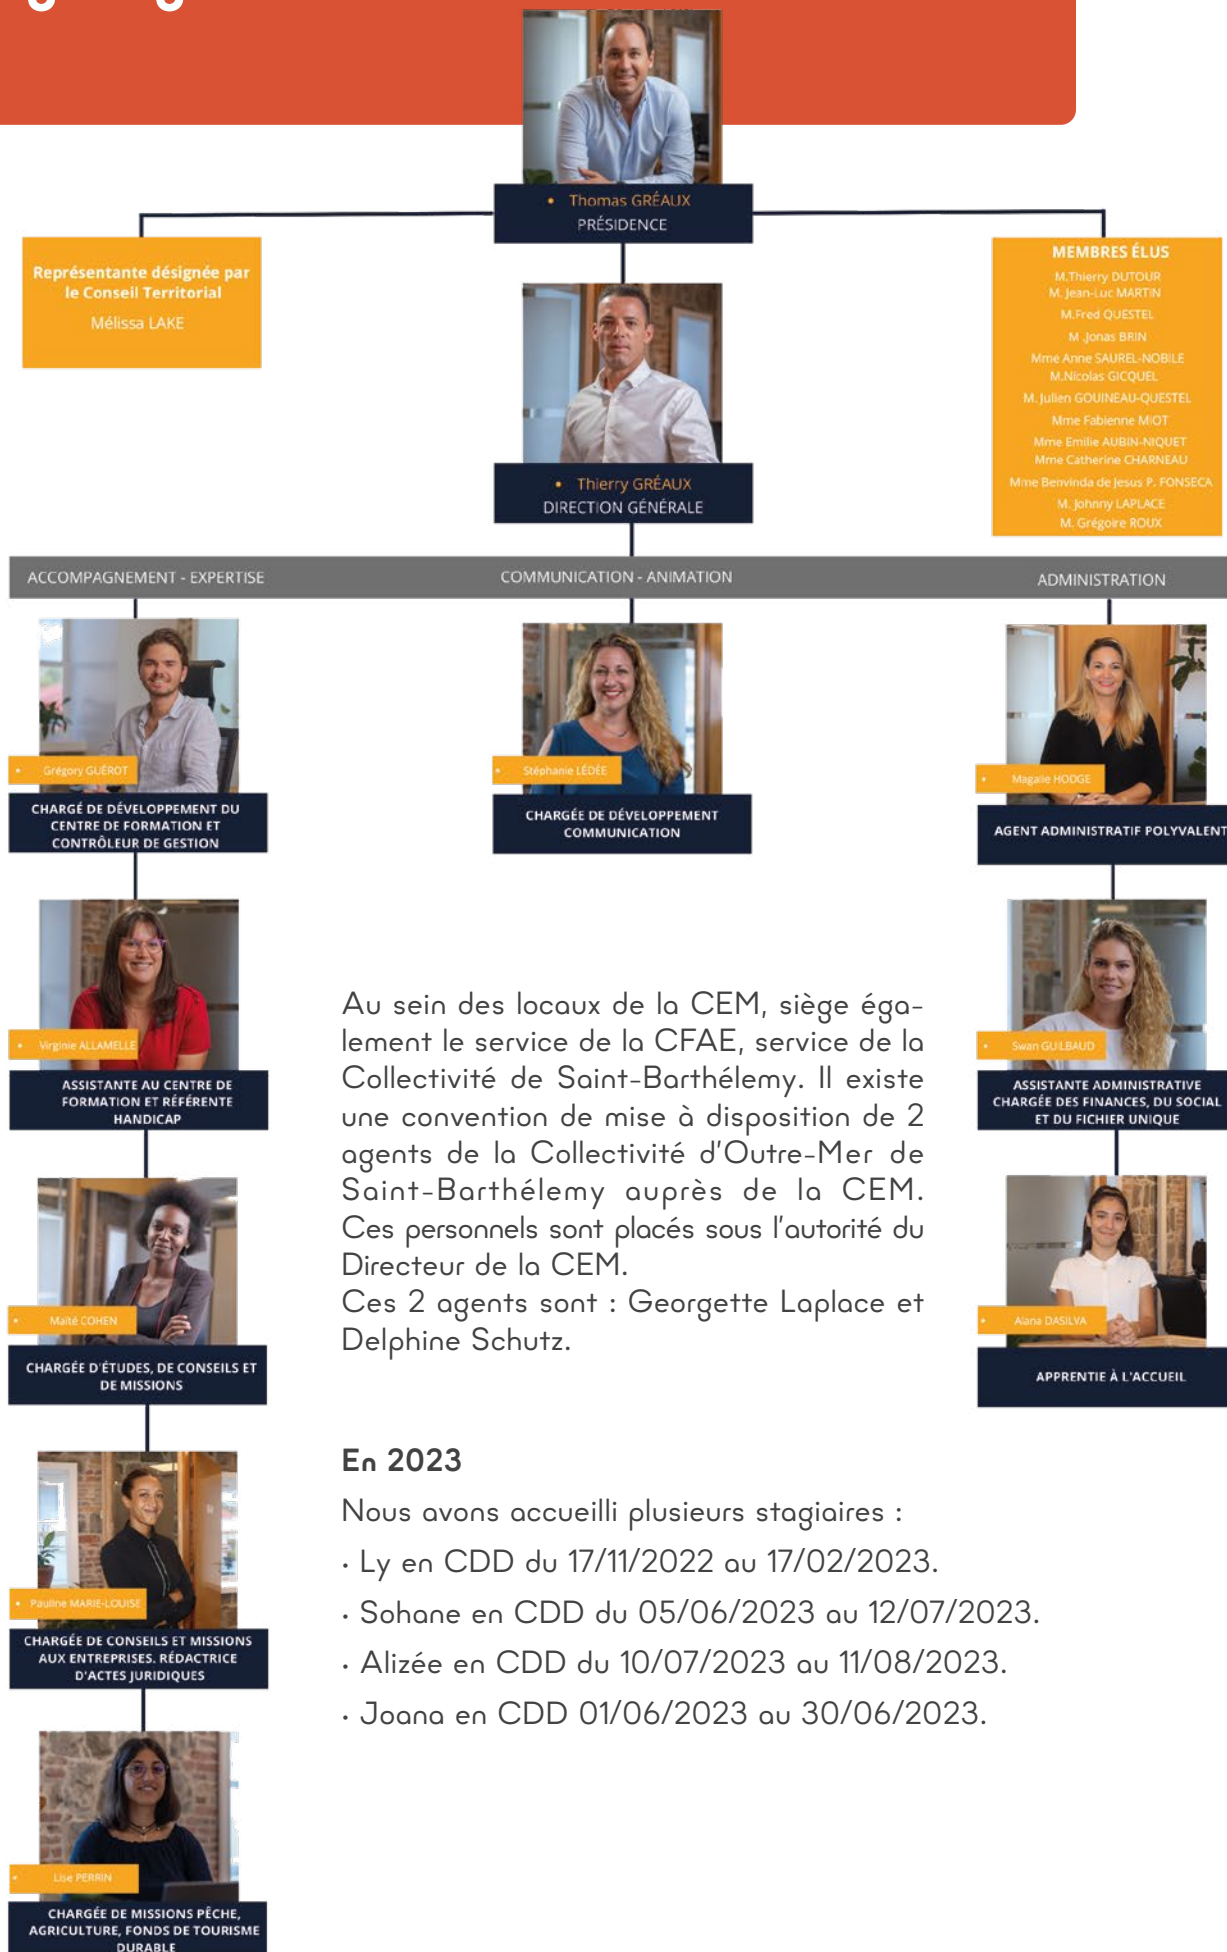 • Thomas GRÉAUX
PRÉSIDENCE
Représentante désignée par
le Conseil Territorial
Mélissa LAKE
MEMBRES ÉLUS
M.Thierry DUTOUR
M. Jean-Luc MARTIN
M.Fred QUESTEL
M .Jonas BRIN
Mme Anne SAUREL-NOBILE
M.Nicolas GICQUEL
M. Julien GOUINEAU-QUESTEL
Mme Fabienne MIOT
Mme Emilie AUBIN-NIQUET
Mme Catherine CHARNEAU
Mme Benvinda de Jesus P. FONSECA
M. Johnny LAPLACE
M. Grégoire ROUX
• Thierry GRÉAUX
DIRECTION GÉNÉRALE
ACCOMPAGNEMENT - EXPERTISE
COMMUNICATION - ANIMATION
ADMINISTRATION
• Grégory GUÉROT
CHARGÉ DE DÉVELOPPEMENT DU
CENTRE DE FORMATION ET
CONTRÔLEUR DE GESTION
• Virginie ALLAMELLE
ASSISTANTE AU CENTRE DE
FORMATION ET RÉFÉRENTE
HANDICAP
• Maïté COHEN
CHARGÉE D'ÉTUDES, DE CONSEILS ET
DE MISSIONS
• Pauline MARIE-LOUISE
CHARGÉE DE CONSEILS ET MISSIONS
AUX ENTREPRISES. RÉDACTRICE
D'ACTES JURIDIQUES
• Lise PERRIN
CHARGÉE DE MISSIONS PÊCHE,
AGRICULTURE, FONDS DE TOURISME
DURABLE
• Stéphanie LÉDÉE
CHARGÉE DE DÉVELOPPEMENT
COMMUNICATION
• Magalie HODGE
AGENT ADMINISTRATIF POLYVALENT
• Swan GUILBAUD
ASSISTANTE ADMINISTRATIVE
CHARGÉE DES FINANCES, DU SOCIAL
ET DU FICHIER UNIQUE
• Alana DASILVA
APPRENTIE À L'ACCUEIL
Au sein des locaux de la CEM, siège éga-
lement le service de la CFAE, service de la
Collectivité de Saint-Barthélemy. Il existe
une convention de mise à disposition de 2
agents de la Collectivité d'Outre-Mer de
Saint-Barthélemy auprès de la CEM.
Ces personnels sont placés sous l'autorité du
Directeur de la CEM.
Ces 2 agents sont : Georgette Laplace et
Delphine Schutz.
En 2023
Nous avons accueilli plusieurs stagiaires :
• Ly en CDD du 17/11/2022 au 17/02/2023.
• Sohane en CDD du 05/06/2023 au 12/07/2023.
• Alizée en CDD du 10/07/2023 au 11/08/2023.
• Joana en CDD 01/06/2023 au 30/06/2023.